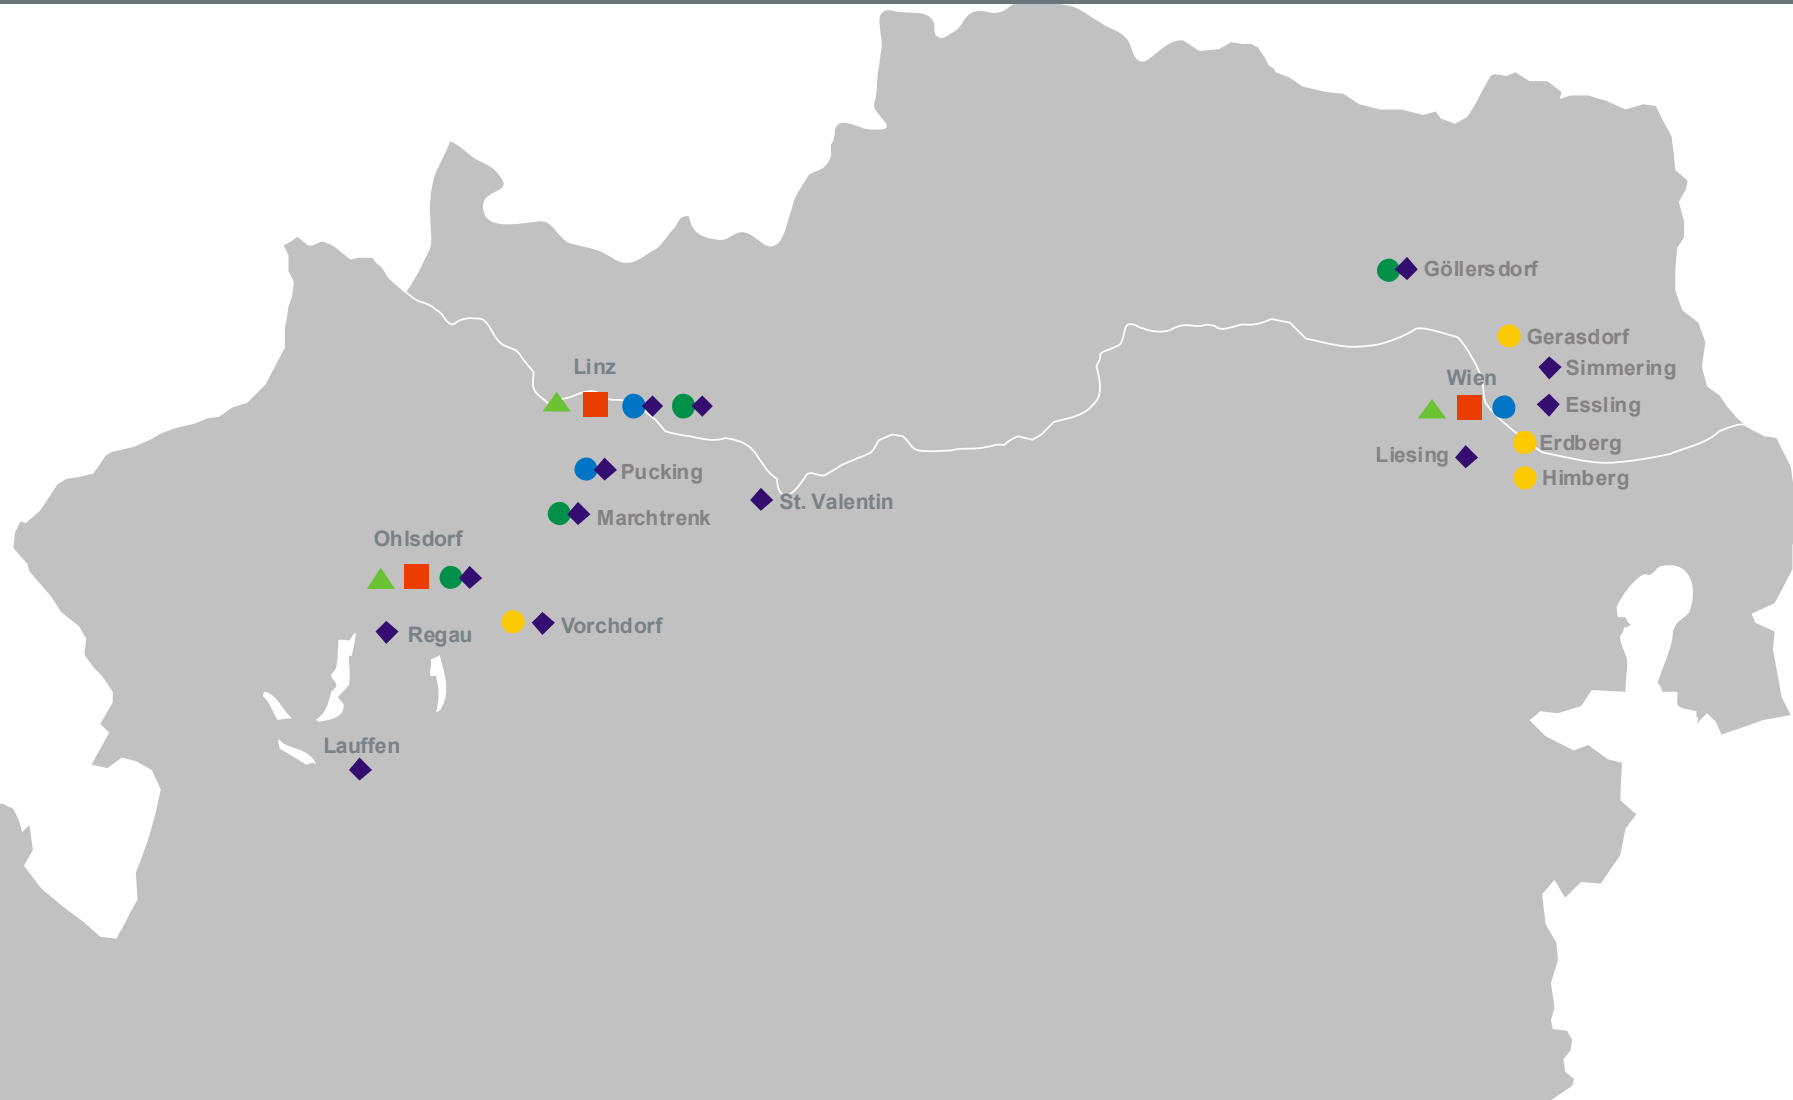 Göllersdorf
Gerasdorf
Linz
Simmering
Wien
Essling
Erdberg
Liesing
Pucking
Himberg
St. Valentin
Marchtrenk
Ohlsdorf
Vorchdorf
Regau
Lauffen